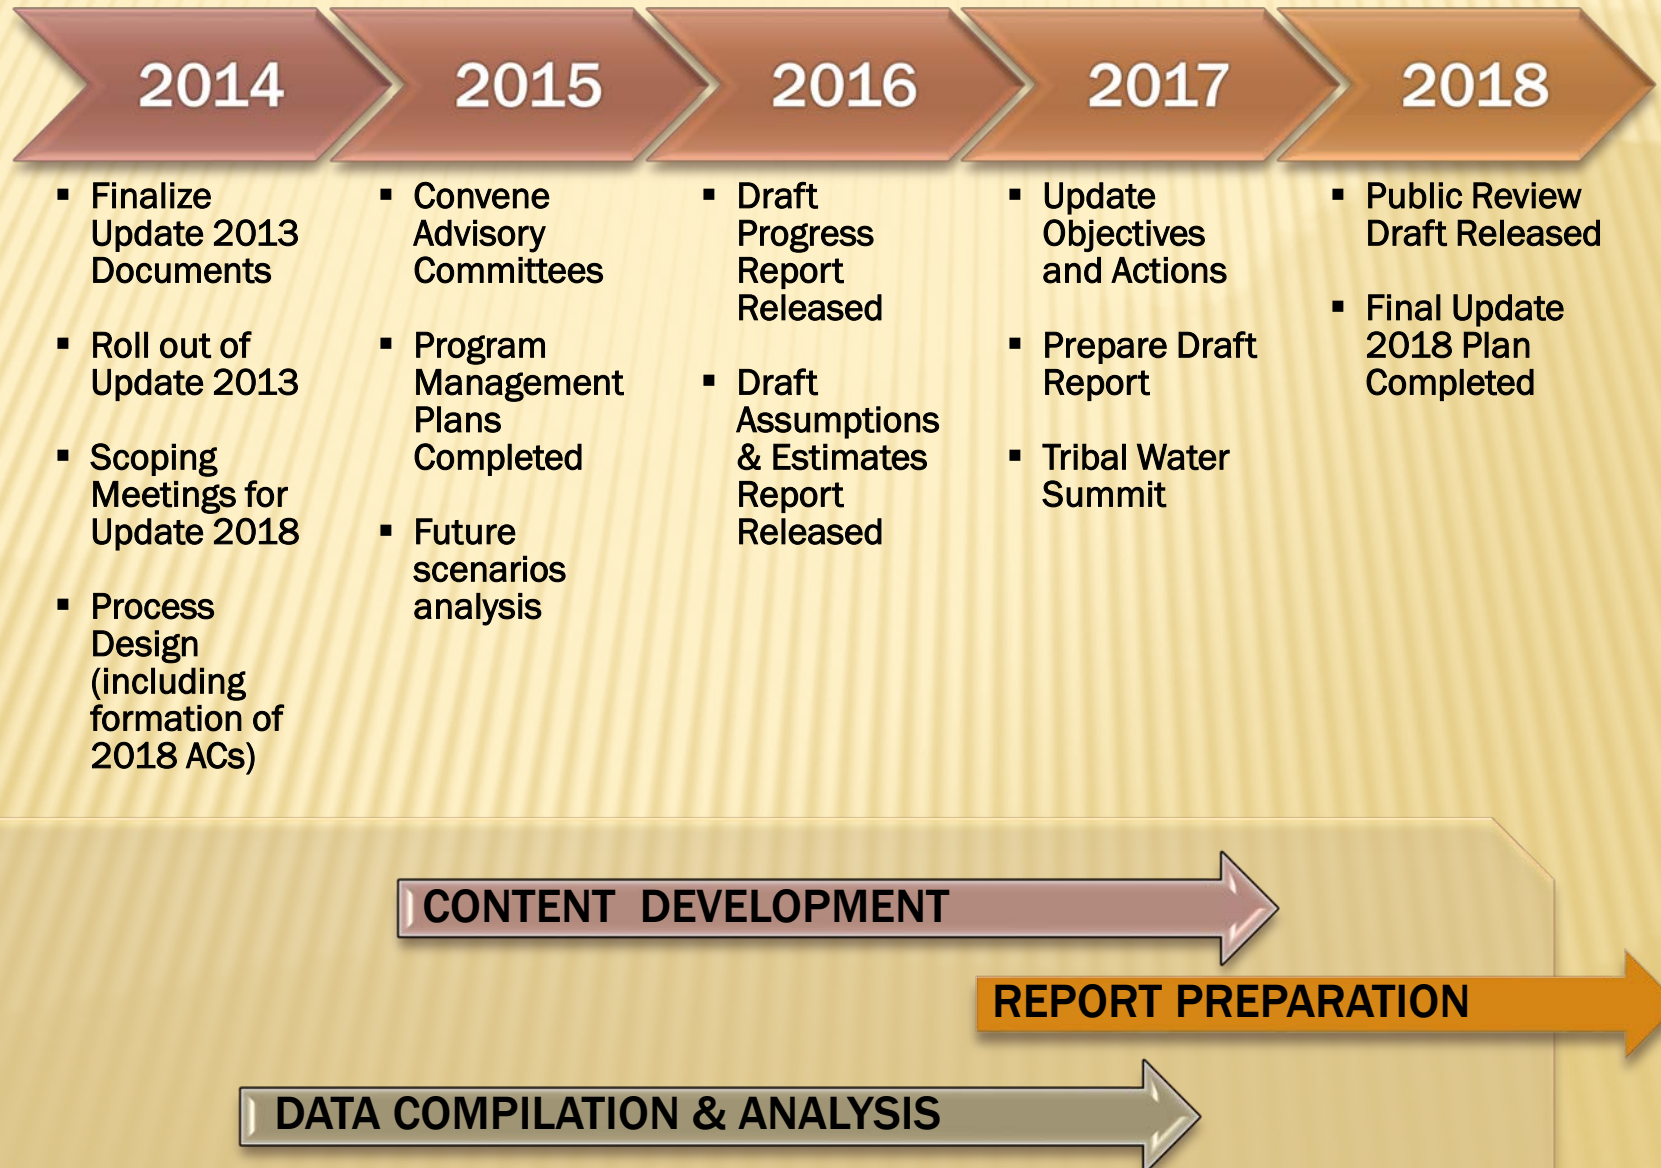 2014
2015
2016
2017
2018
▪ Finalize
Update 2013
Documents
▪ Roll out of
Update 2013
▪ Scoping
Meetings for
Update 2018
▪ Process
Design
(including
formation of
2018 ACs)
▪ Convene
Advisory
Committees
▪ Program
Management
Plans
Completed
▪ Future
scenarios
analysis
▪ Draft
Progress
Report
Released
▪ Draft
Assumptions
& Estimates
Report
Released
▪ Update
Objectives
and Actions
▪ Prepare Draft
Report
▪ Tribal Water
Summit
▪ Public Review
Draft Released
▪ Final Update
2018 Plan
Completed
CONTENT DEVELOPMENT
REPORT PREPARATION
DATA COMPILATION & ANALYSIS